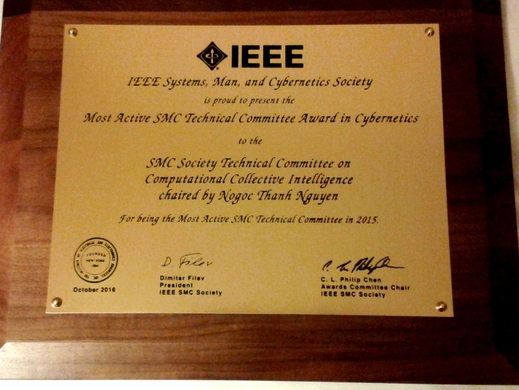 IEEE
IEEE Systems, Man, and Cybernetics Society
is proud to present the
Most Active SMC Technical Committee Award in Cybernetics
to the
SMC Society Technical Committee on
Computational Collective Intelligence
chaired by Nogoc Thanh Nguyen
For being the Most Active SMC Technical Committee in 2015.
October 2016
D Filev
Dimitar Filev
President
IEEE SMC Society
C. L. Philip Chen
Awards Committee Chair
IEEE SMC Society